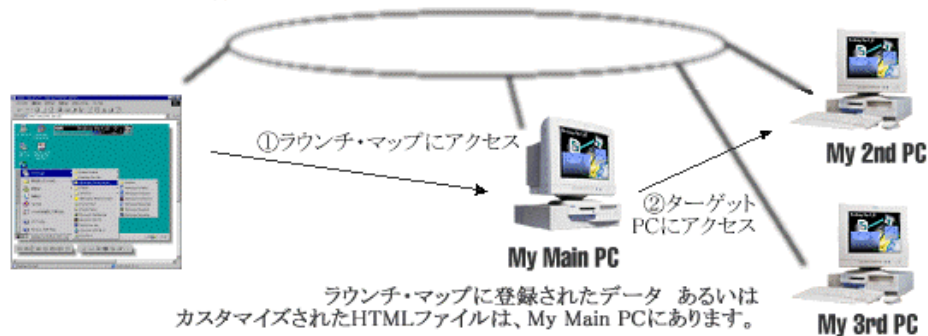 ①ラウンチ・マップにアクセス
My 2nd PC
②ターゲット
PCにアクセス
My Main PC
ラウンチ・マップに登録されたデータ あるいは
カスタマイズされたHTMLファイルは、My Main PCにあります。
My 3rd PC